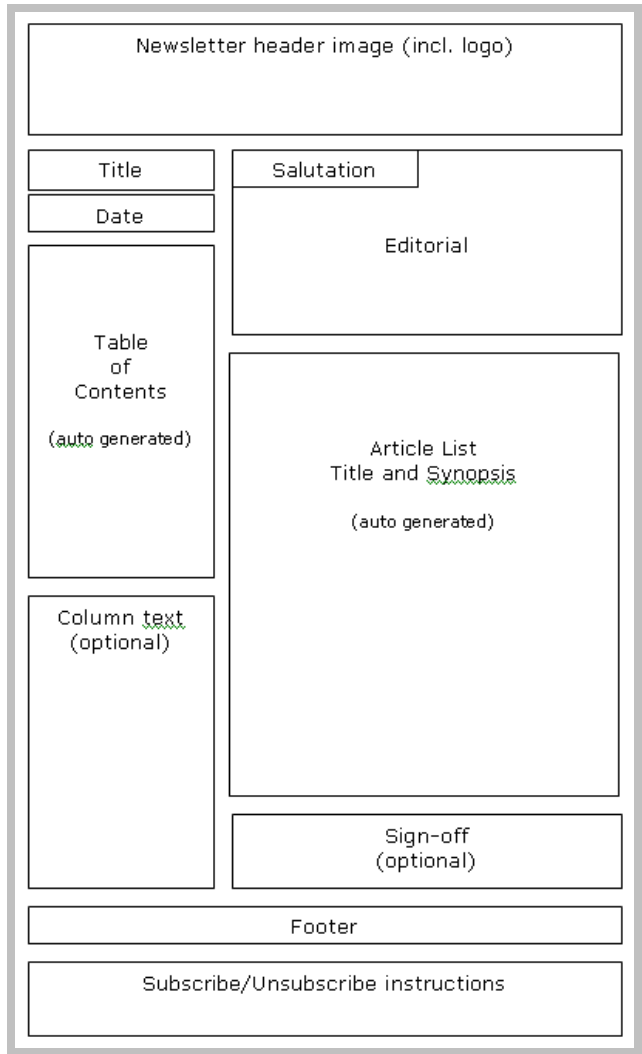 Newsletter header image (incl. logo)
Title
Date
Table
of
Contents
(auto generated)
Column text
(optional)
Salutation
Editorial
Article List
Title and Synopsis
(auto generated)
Sign-off
(optional)
Footer
Subscribe/Unsubscribe instructions